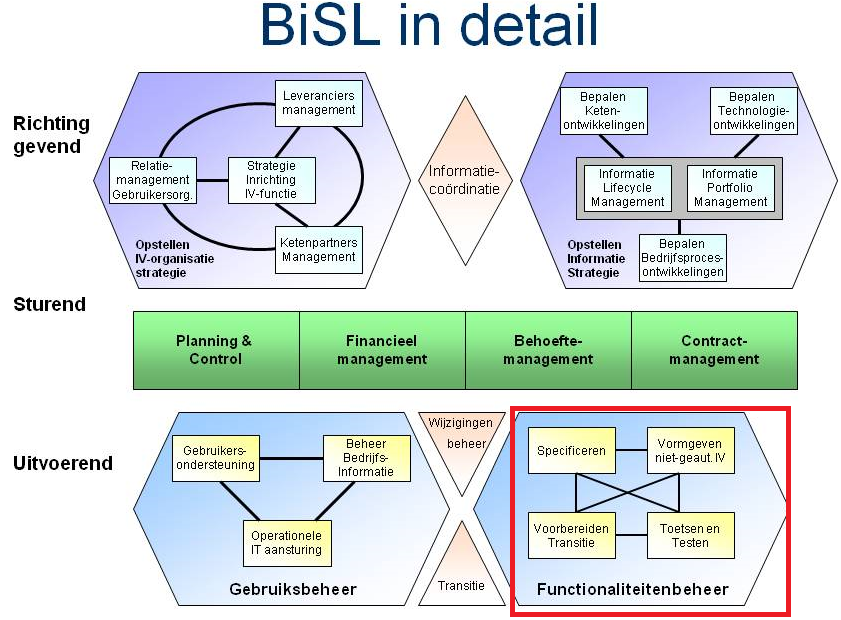 BiSL in detail
Richting
gevend
Leveranciers
management
Relatie-
management
Gebruikersorg.
Strategie
Inrichting
IV-functie
Ketenpartners
Management
Opstellen
IV-organisatie
strategie
Informatie-
coördinatie
Bepalen
Keten-
ontwikkelingen
Bepalen
Technologie-
ontwikkelingen
Informatie
Lifecycle
Management
Informatie
Portfolio
Management
Opstellen
Informatie
Strategie
Bepalen
Bedrijfsproces-
ontwikkelingen
Sturend
Planning &
Control
Financieel
management
Behoefte-
management
Contract-
management
Uitvoerend
Gebruikers-
ondersteuning
Beheer
Bedrijfs-
Informatie
Operationele
IT aansturing
Gebruiksbeheer
Wijzigingen
beheer
Transitie
Specificeren
Vormgeven
niet-geaut. IV
Voorbereiden
Transitie
Toetsen en
Testen
Functionaliteitenbeheer